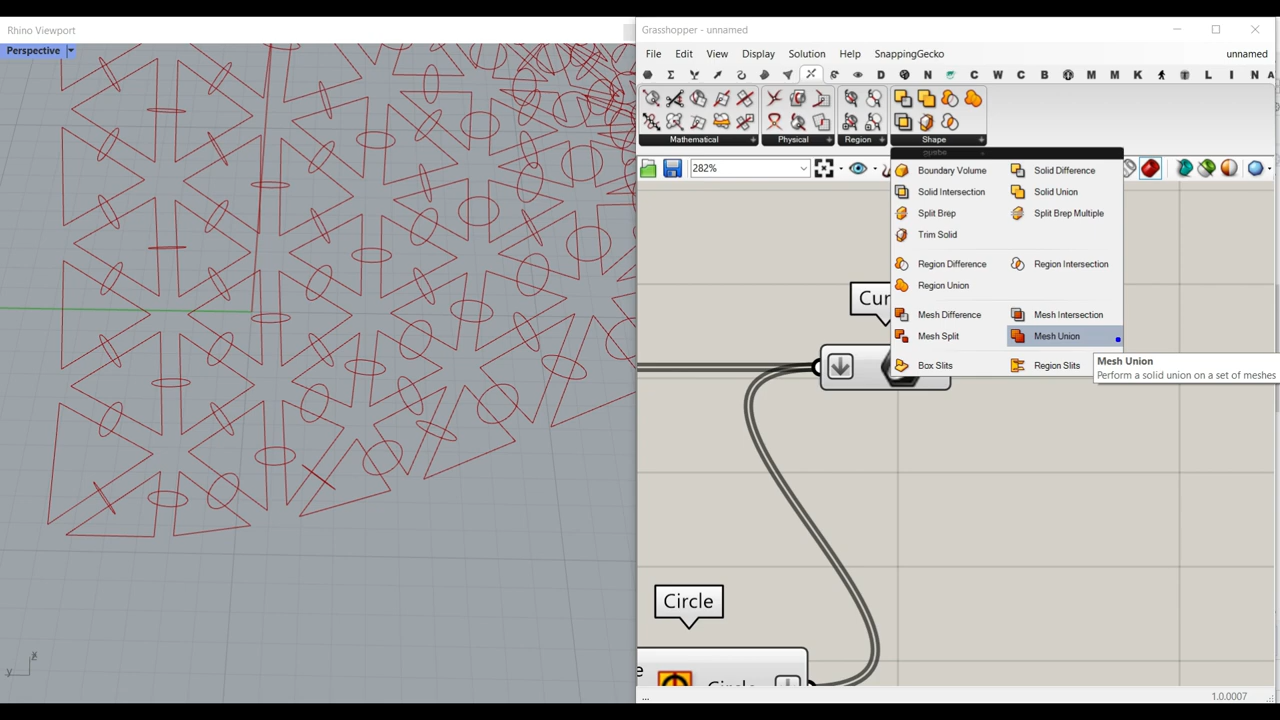 Rhino Viewport
Perspective
Grasshopper - unnamed
File Edit View Display Solution Help SnappingGecko unnamed
D N C W C B M M K L I N A
Mathematical Physical Region Shape
282%
Boundary Volume Solid Difference
Solid Intersection Solid Union
Split Brep Split Brep Multiple
Trim Solid
Region Difference Region Intersection
Region Union
Mesh Difference Mesh Intersection
Mesh Split Mesh Union
Box Slits Region Slits
Mesh Union
Perform a solid union on a set of meshes
Circle
Circle
y x
...
1.0.0007